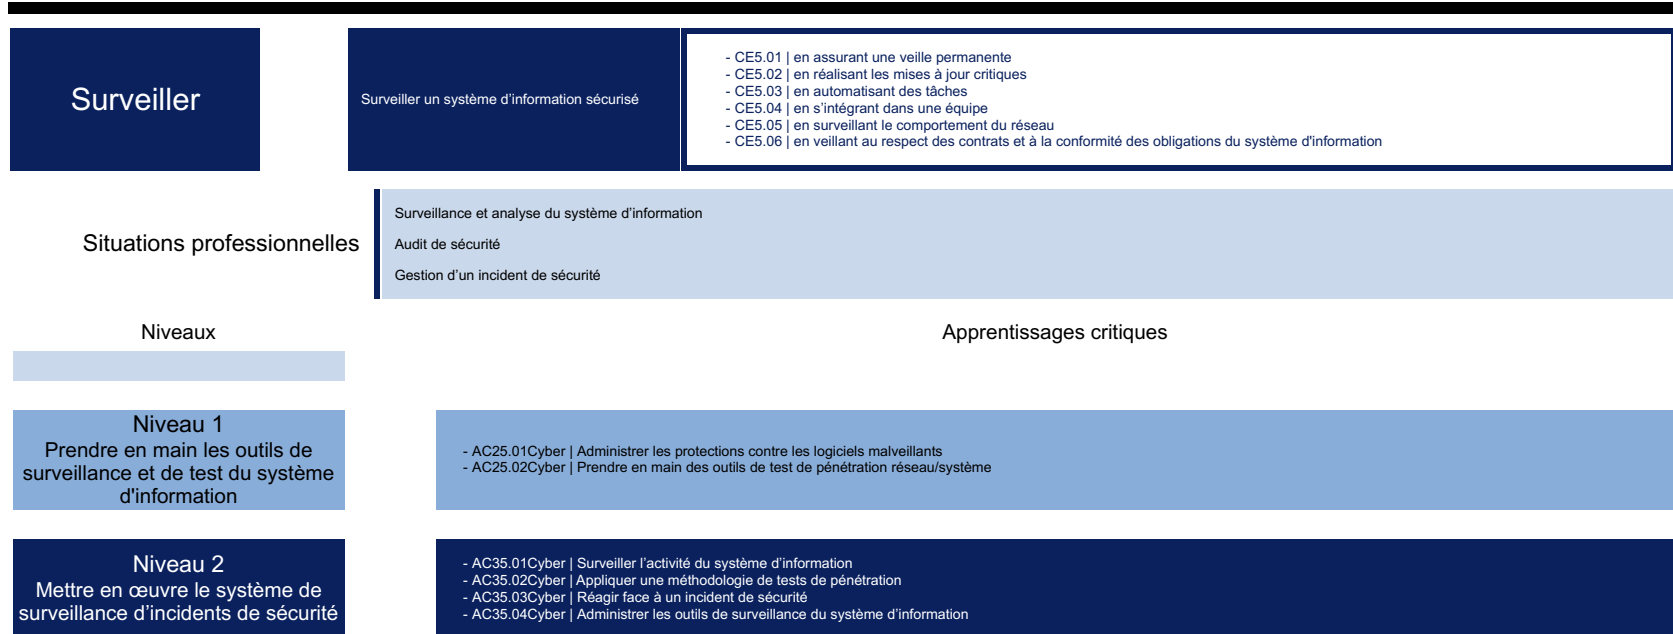 Surveiller
Surveiller un système d'information sécurisé
- CE5.01 | en assurant une veille permanente
- CE5.02 | en réalisant les mises à jour critiques
- CE5.03 | en automatisant des tâches
- CE5.04 | en s'intégrant dans une équipe
- CE5.05 | en surveillant le comportement du réseau
- CE5.06 | en veillant au respect des contrats et à la conformité des obligations du système d'information
Situations professionnelles
Surveillance et analyse du système d'information
Audit de sécurité
Gestion d'un incident de sécurité
Niveaux
Apprentissages critiques
Niveau 1
Prendre en main les outils de
surveillance et de test du système
d'information
- AC25.01Cyber | Administrer les protections contre les logiciels malveillants
- AC25.02Cyber | Prendre en main des outils de test de pénétration réseau/système
Niveau 2
Mettre en œuvre le système de
surveillance d'incidents de sécurité
- AC35.01Cyber | Surveiller l'activité du système d'information
- AC35.02Cyber | Appliquer une méthodologie de tests de pénétration
- AC35.03Cyber | Réagir face à un incident de sécurité
- AC35.04Cyber | Administrer les outils de surveillance du système d'information